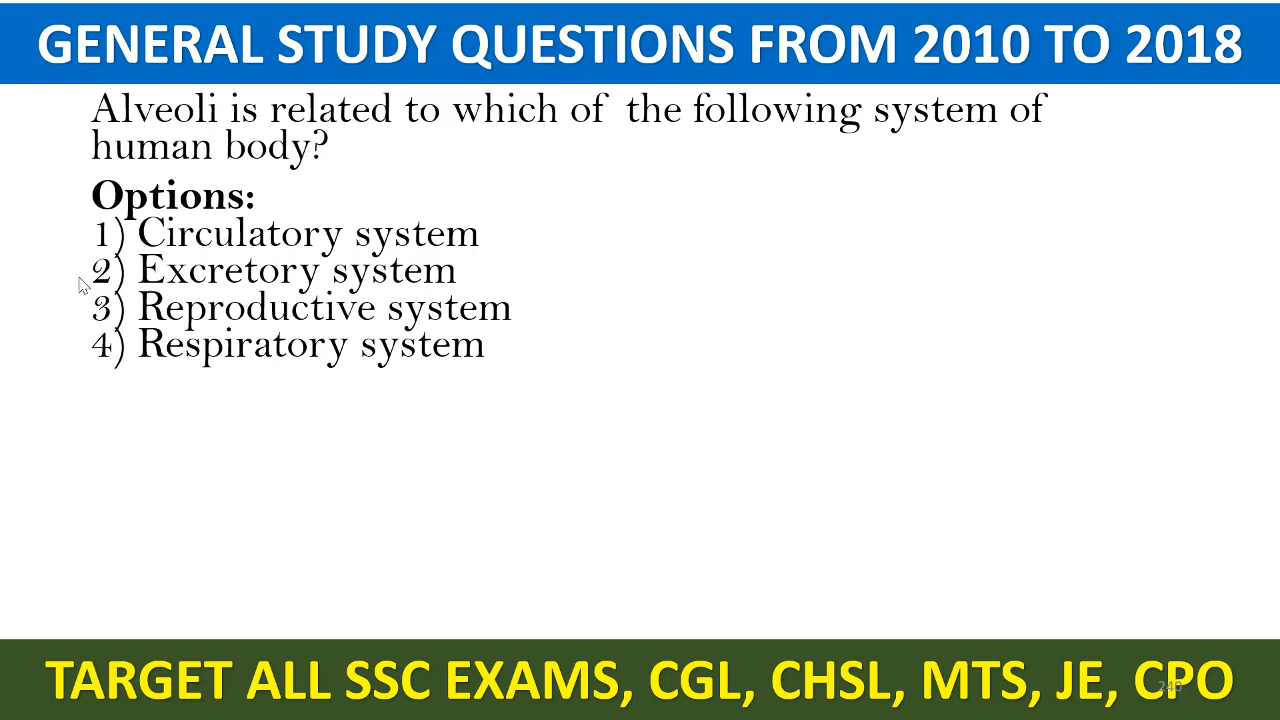 GENERAL STUDY QUESTIONS FROM 2010 TO 2018
Alveoli is related to which of the following system of
human body?
Options:
1) Circulatory system
2) Excretory system
3) Reproductive system
4) Respiratory system
TARGET ALL SSC EXAMS, CGL, CHSL, MTS, JE, CPO